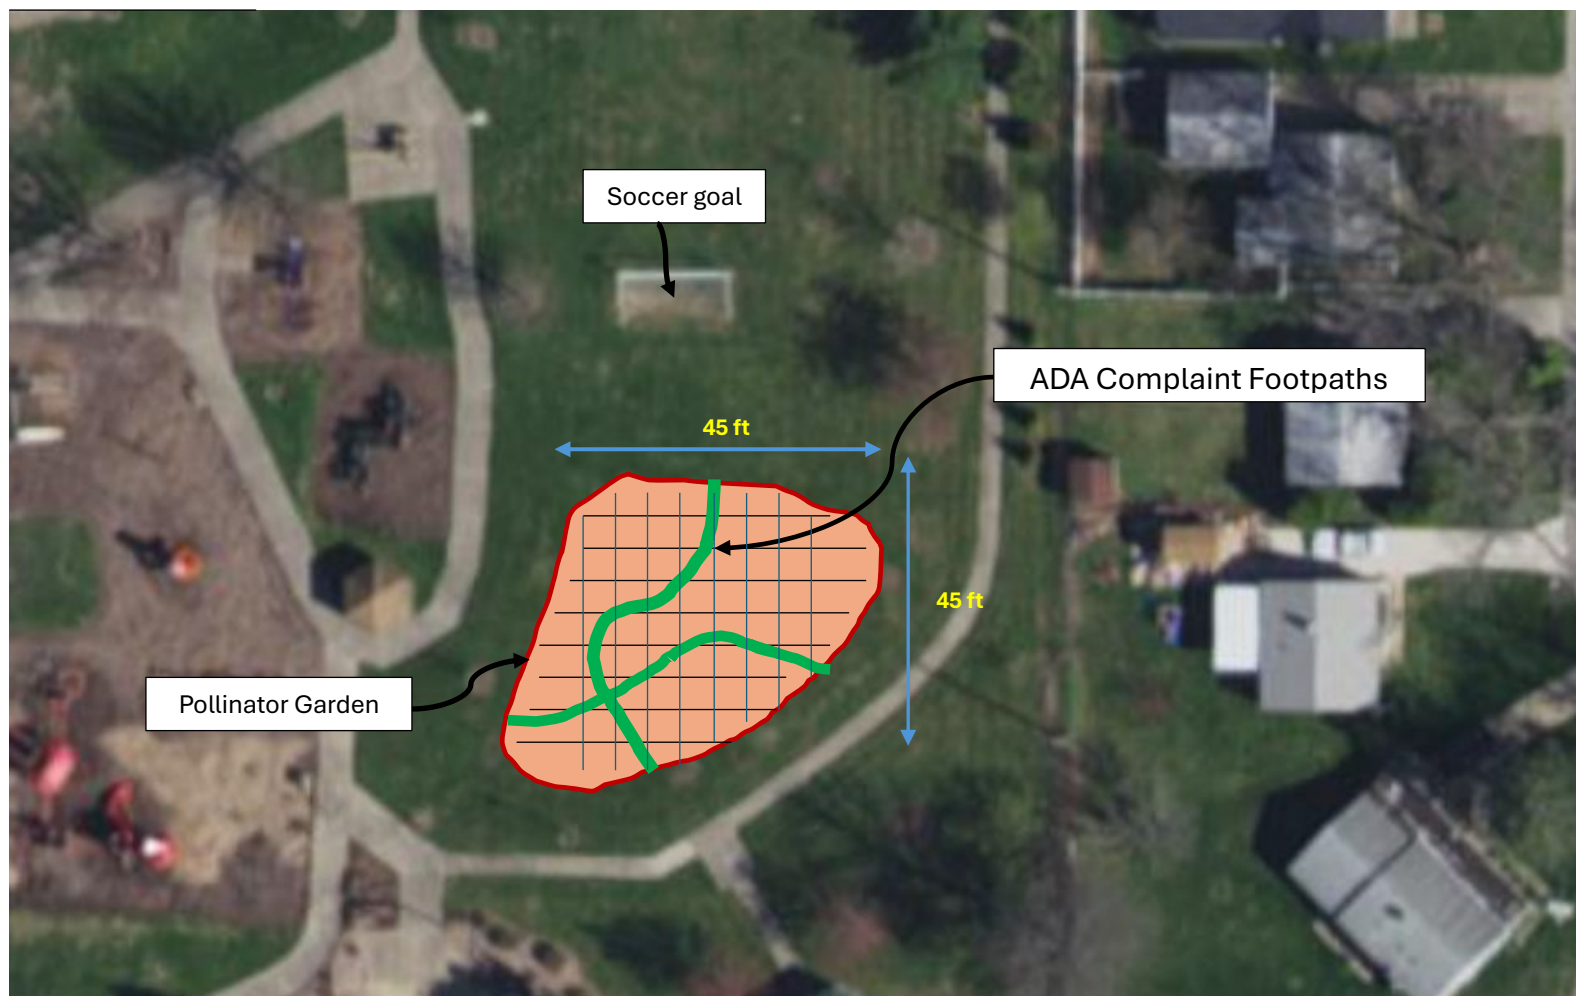 Soccer goal
ADA Complaint Footpaths
45 ft
45 ft
Pollinator Garden